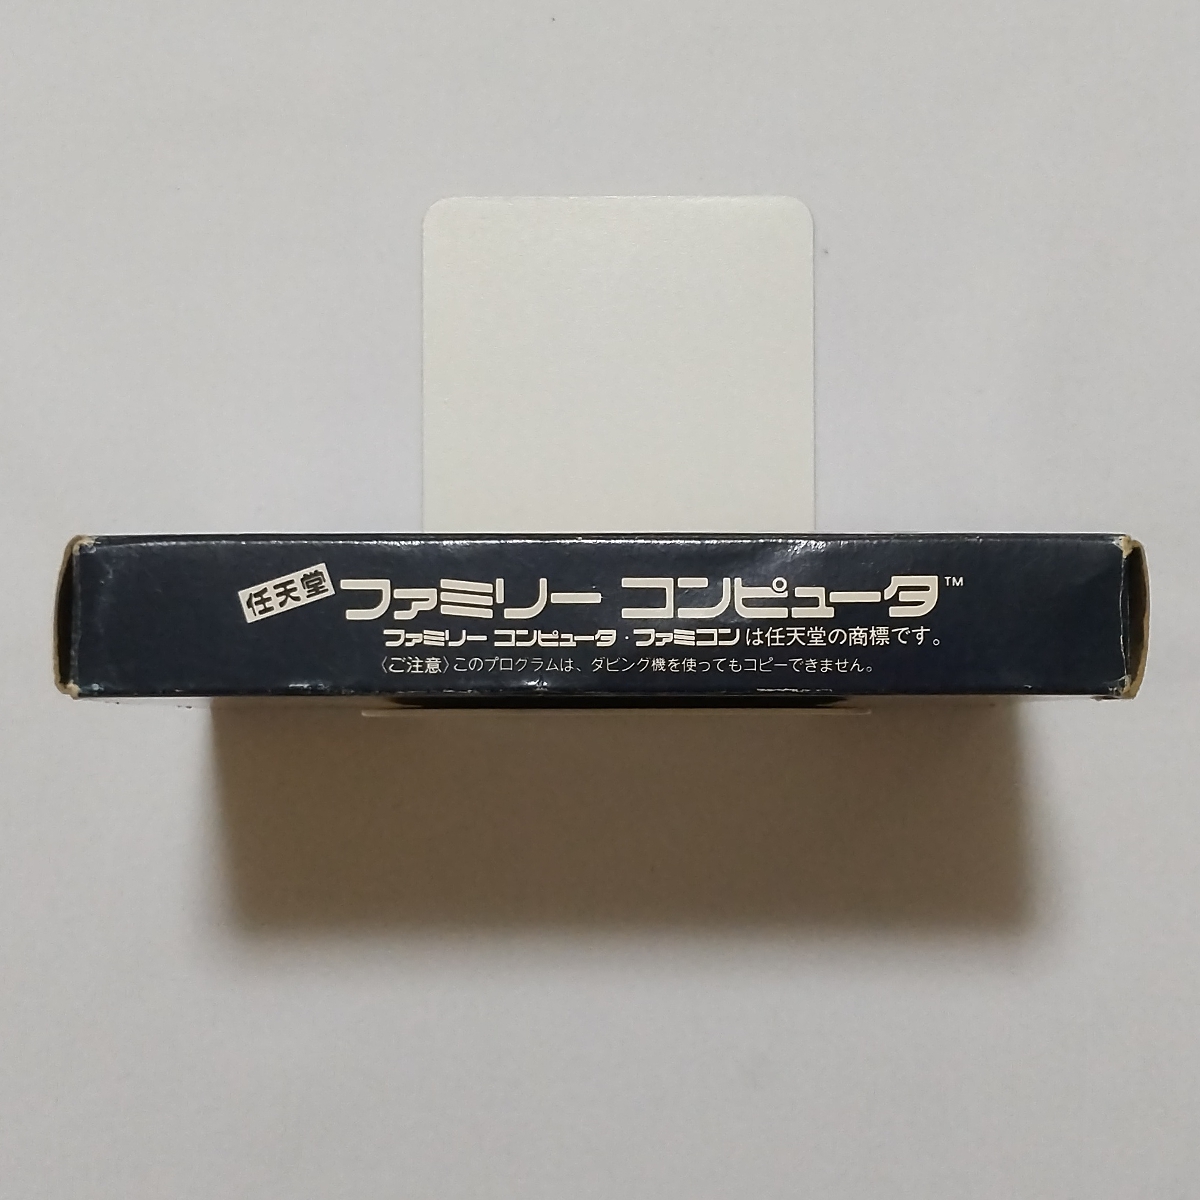 任天堂 ファミリー コンピュータ™
ファミリー コンピュータ・ファミコンは任天堂の商標です。
〈ご注意〉このプログラムは、ダビング機を使ってもコピーできません。